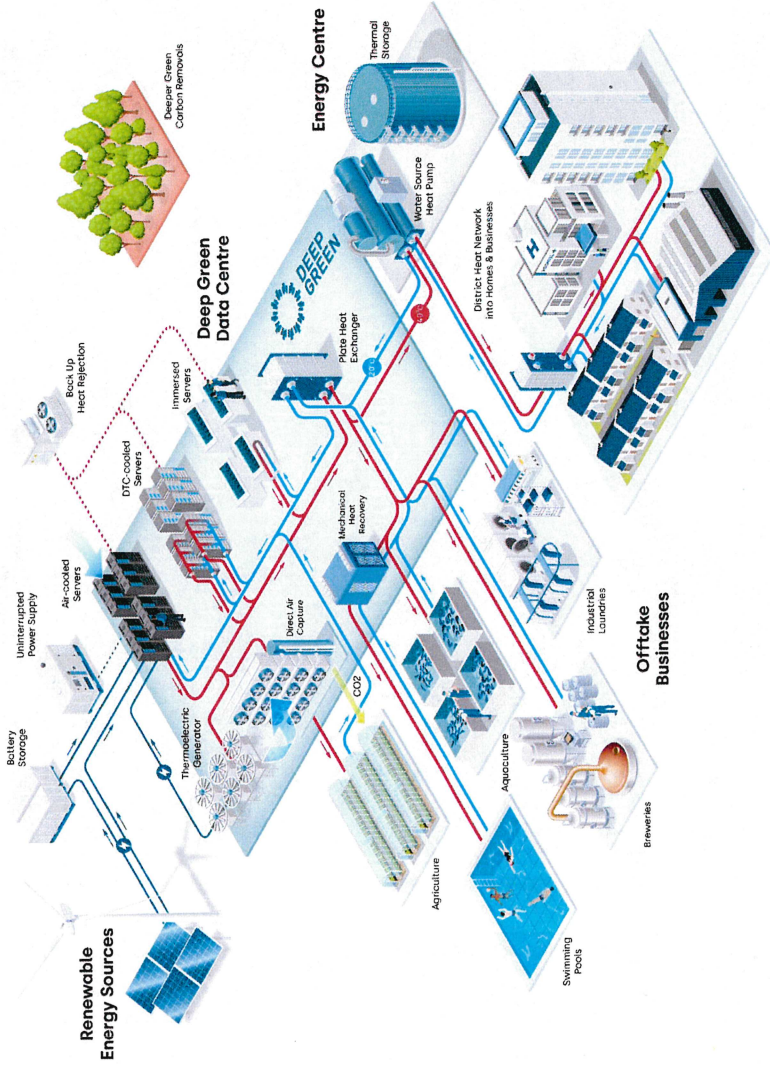 Renewable
Energy Sources
Battery
Storage
Uninterrupted
Power Supply
Air-cooled
Servers
DTC-cooled
Servers
Back Up
Heat Rejection
Immersed
Servers
Deep Green
Data Centre
DEEP
GREEN
Deeper Green
Carbon Removals
Thermoelectric
Generator
Direct Air
Capture
CO2
Mechanical
Heat
Recovery
Plate Heat
Exchanger
Energy Centre
Thermal
Storage
Water Source
Heat Pump
District Heat Network
into Homes & Businesses
H
Agriculture
Swimming
Pools
Aquaculture
Breweries
Industrial
Laundries
Offtake
Businesses